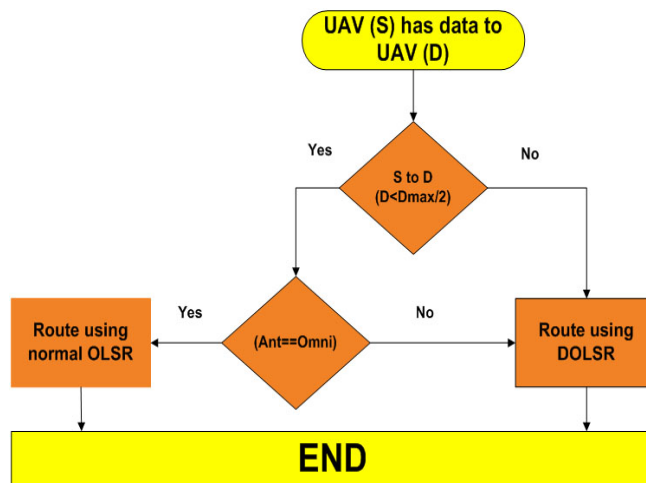 UAV (S) has data to
UAV (D)
Yes
No
S to D
(D<Dmax/2)
Route using
normal OLSR
Yes
(Ant==Omni)
No
Route using
DOLSR
END